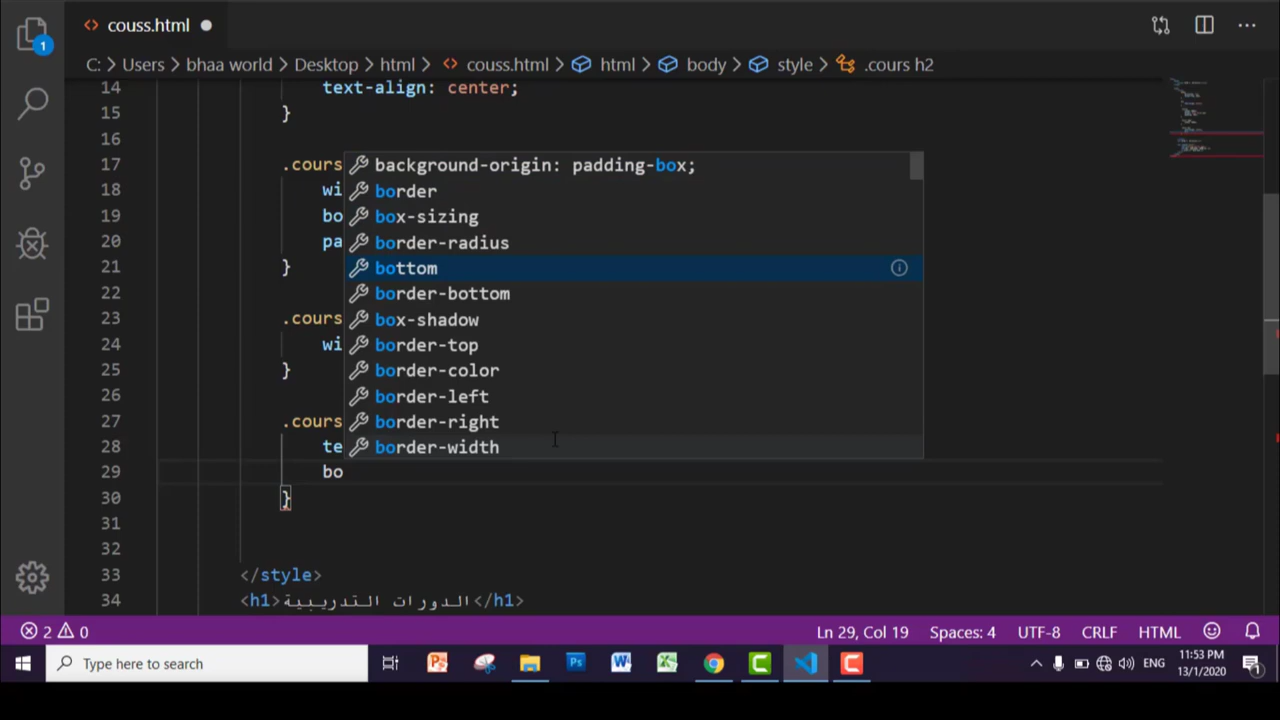 couss.html
C: > Users > bhaa world > Desktop > html > couss.html > html > body > style > .cours h2
14 text-align: center;
15 }
16
17 .cours
18 wi
19 bo
20 pa
21 }
22
23 .cours
24 wi
25 }
26
27 .cours
28 te
29 bo
30 }
31
32
33 </style>
34 <h1>الدورات التدريبية</h1>
background-origin: padding-box;
border
box-sizing
border-radius
bottom
border-bottom
box-shadow
border-top
border-color
border-left
border-right
border-width
1
2 0 Ln 29, Col 19 Spaces: 4 UTF-8 CRLF HTML
Type here to search
ENG
11:53 PM
13/1/2020
1